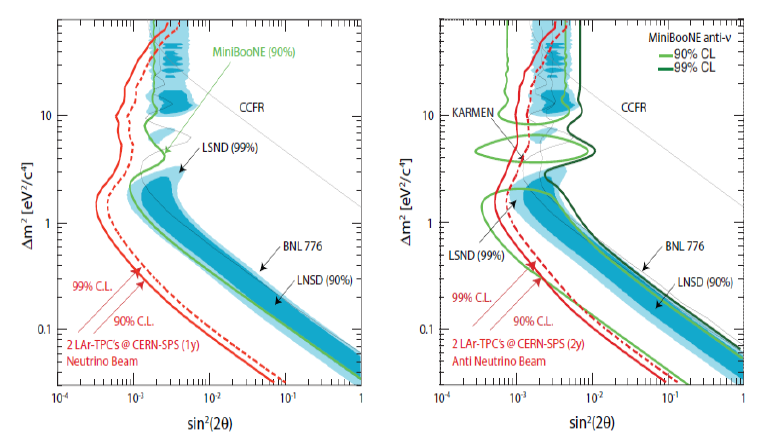 MiniBooNE (90%)
CCFR
LSND (99%)
BNL 776
LNSD (90%)
99% C.L.
90% C.L.
2 LAr-TPC's @ CERN-SPS (1y)
Neutrino Beam
Δm² [eV²/c⁴]
10
1
0.1
10⁻⁴ 10⁻³ 10⁻² 10⁻¹ 1
sin²(2θ)
MiniBooNE anti-ν
90% CL
99% CL
KARMEN
CCFR
LSND (99%)
BNL 776
LNSD (90%)
99% C.L.
90% C.L.
2 LAr-TPC's @ CERN-SPS (2y)
Anti Neutrino Beam
Δm² [eV²/c⁴]
10
1
0.1
10⁻⁴ 10⁻³ 10⁻² 10⁻¹ 1
sin²(2θ)